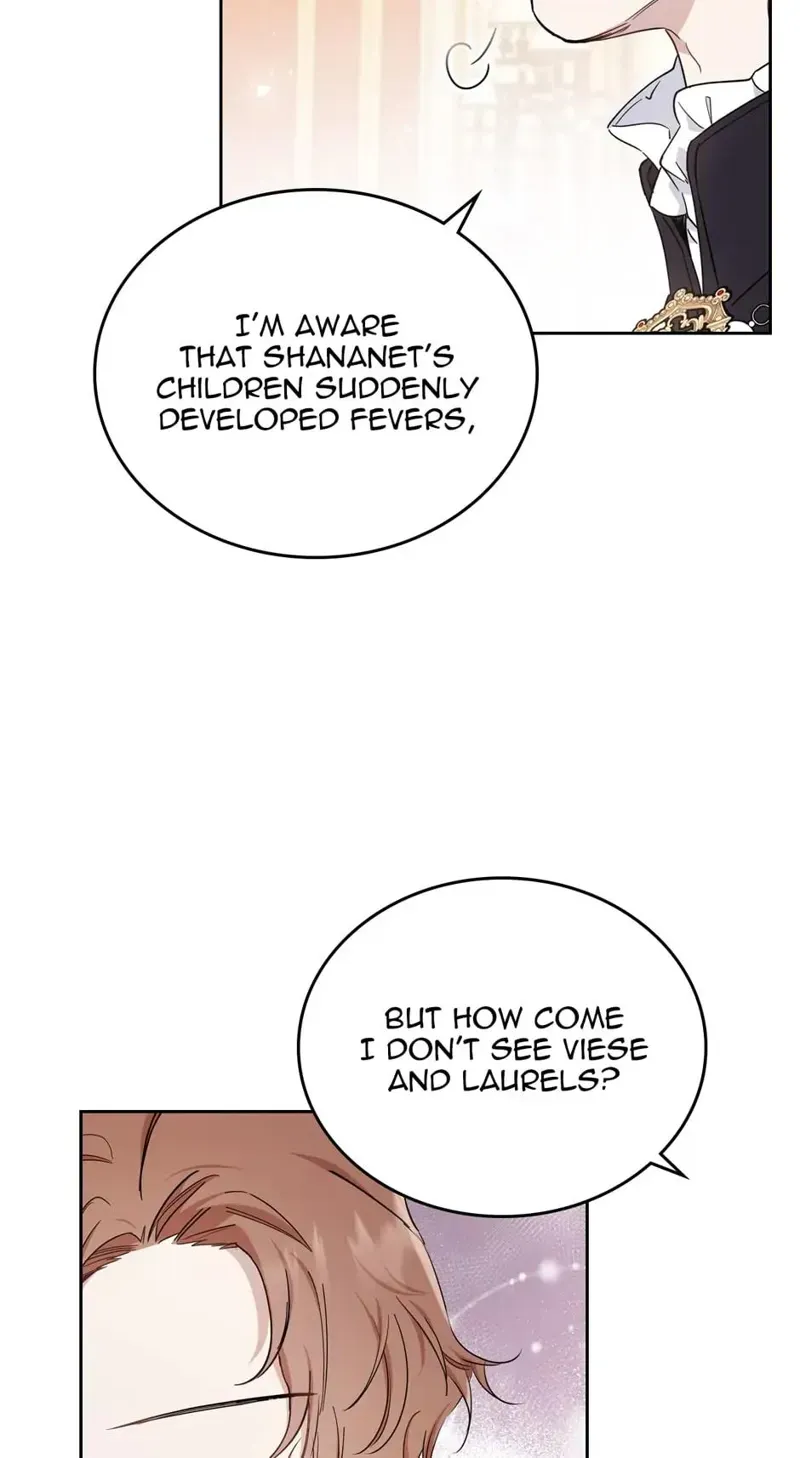 I'M AWARE
THAT SHANANET'S
CHILDREN SUDDENLY
DEVELOPED FEVERS,
BUT HOW COME
I DON'T SEE VIESE
AND LAURELS?